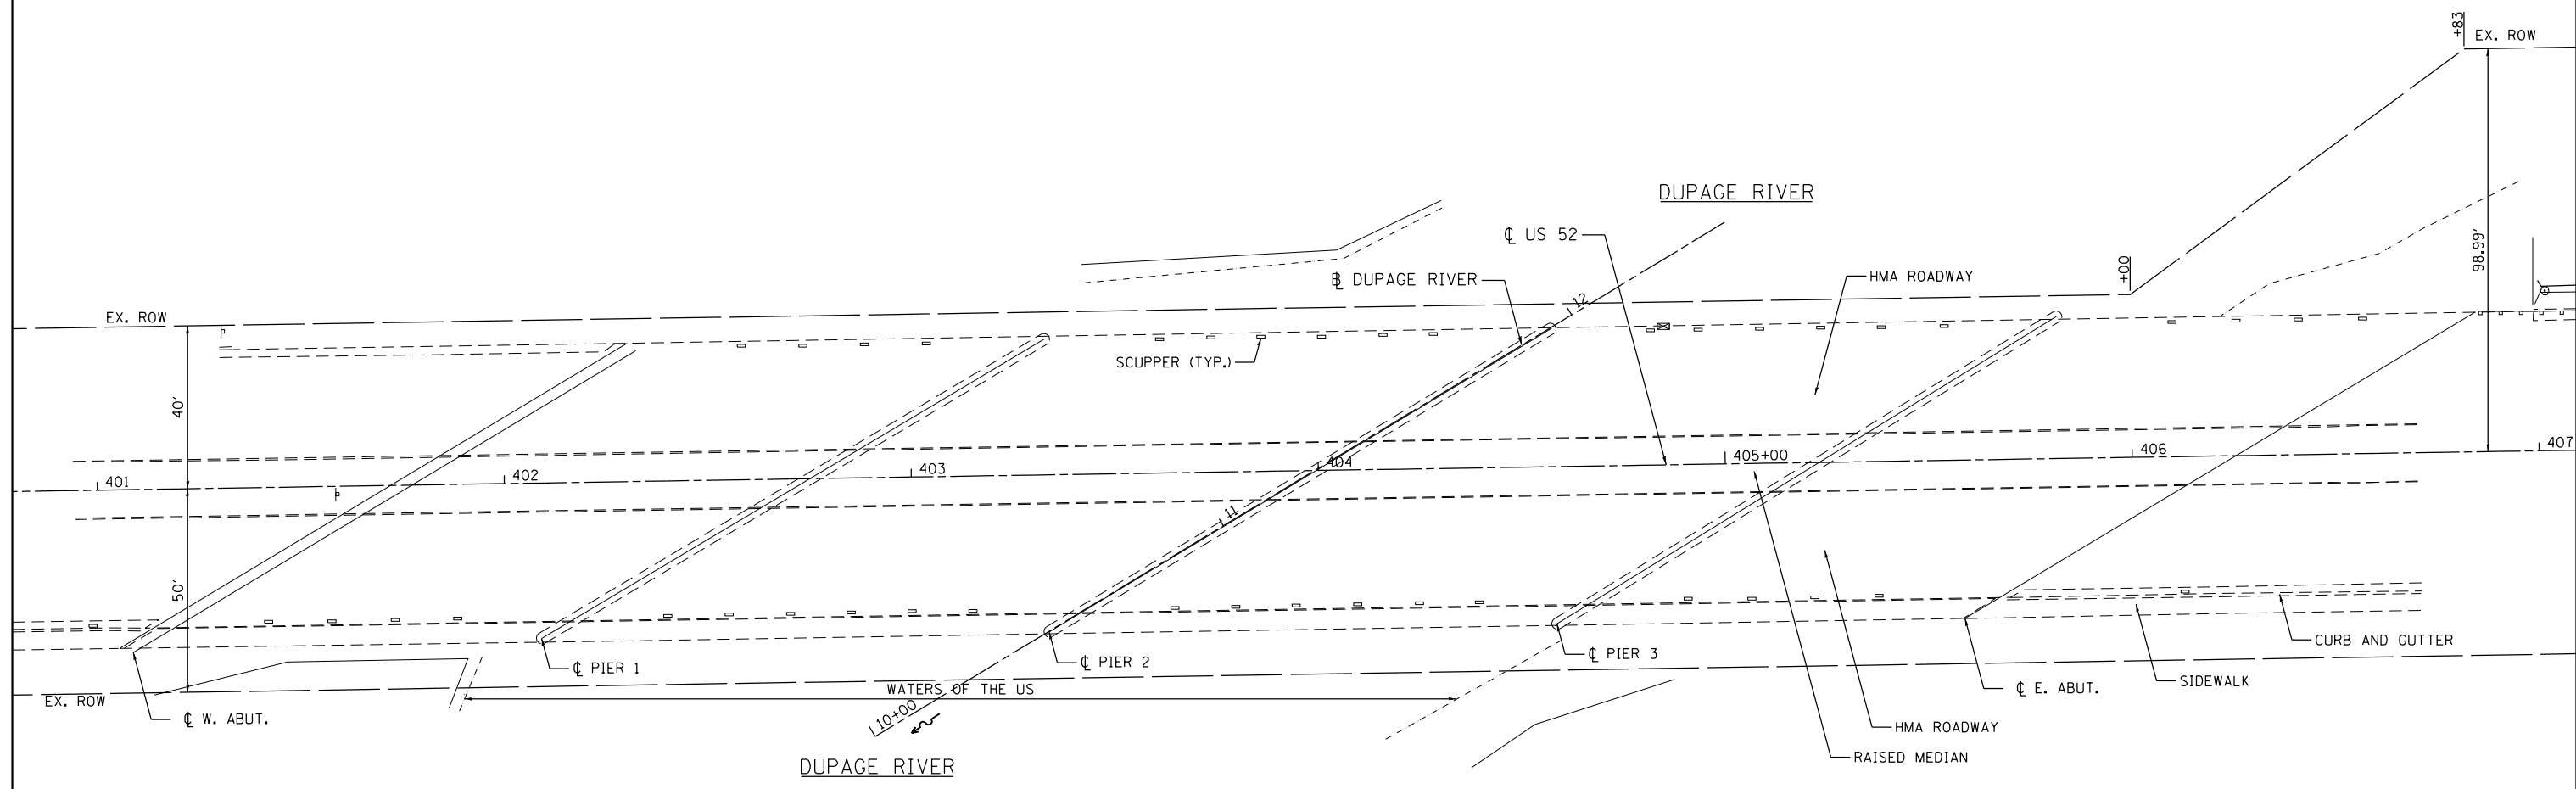 +83
EX. ROW
DUPAGE RIVER
℄ US 52
+00
98.99'
HMA ROADWAY
DUPAGE RIVER
12
EX. ROW
SCUPPER (TYP.)
40'
401
402
403
404
405+00
406
407
11
50'
CURB AND GUTTER
℄ PIER 1
℄ PIER 2
℄ PIER 3
SIDEWALK
WATERS OF THE US
℄ E. ABUT.
EX. ROW
℄ W. ABUT.
10+00
HMA ROADWAY
RAISED MEDIAN
DUPAGE RIVER